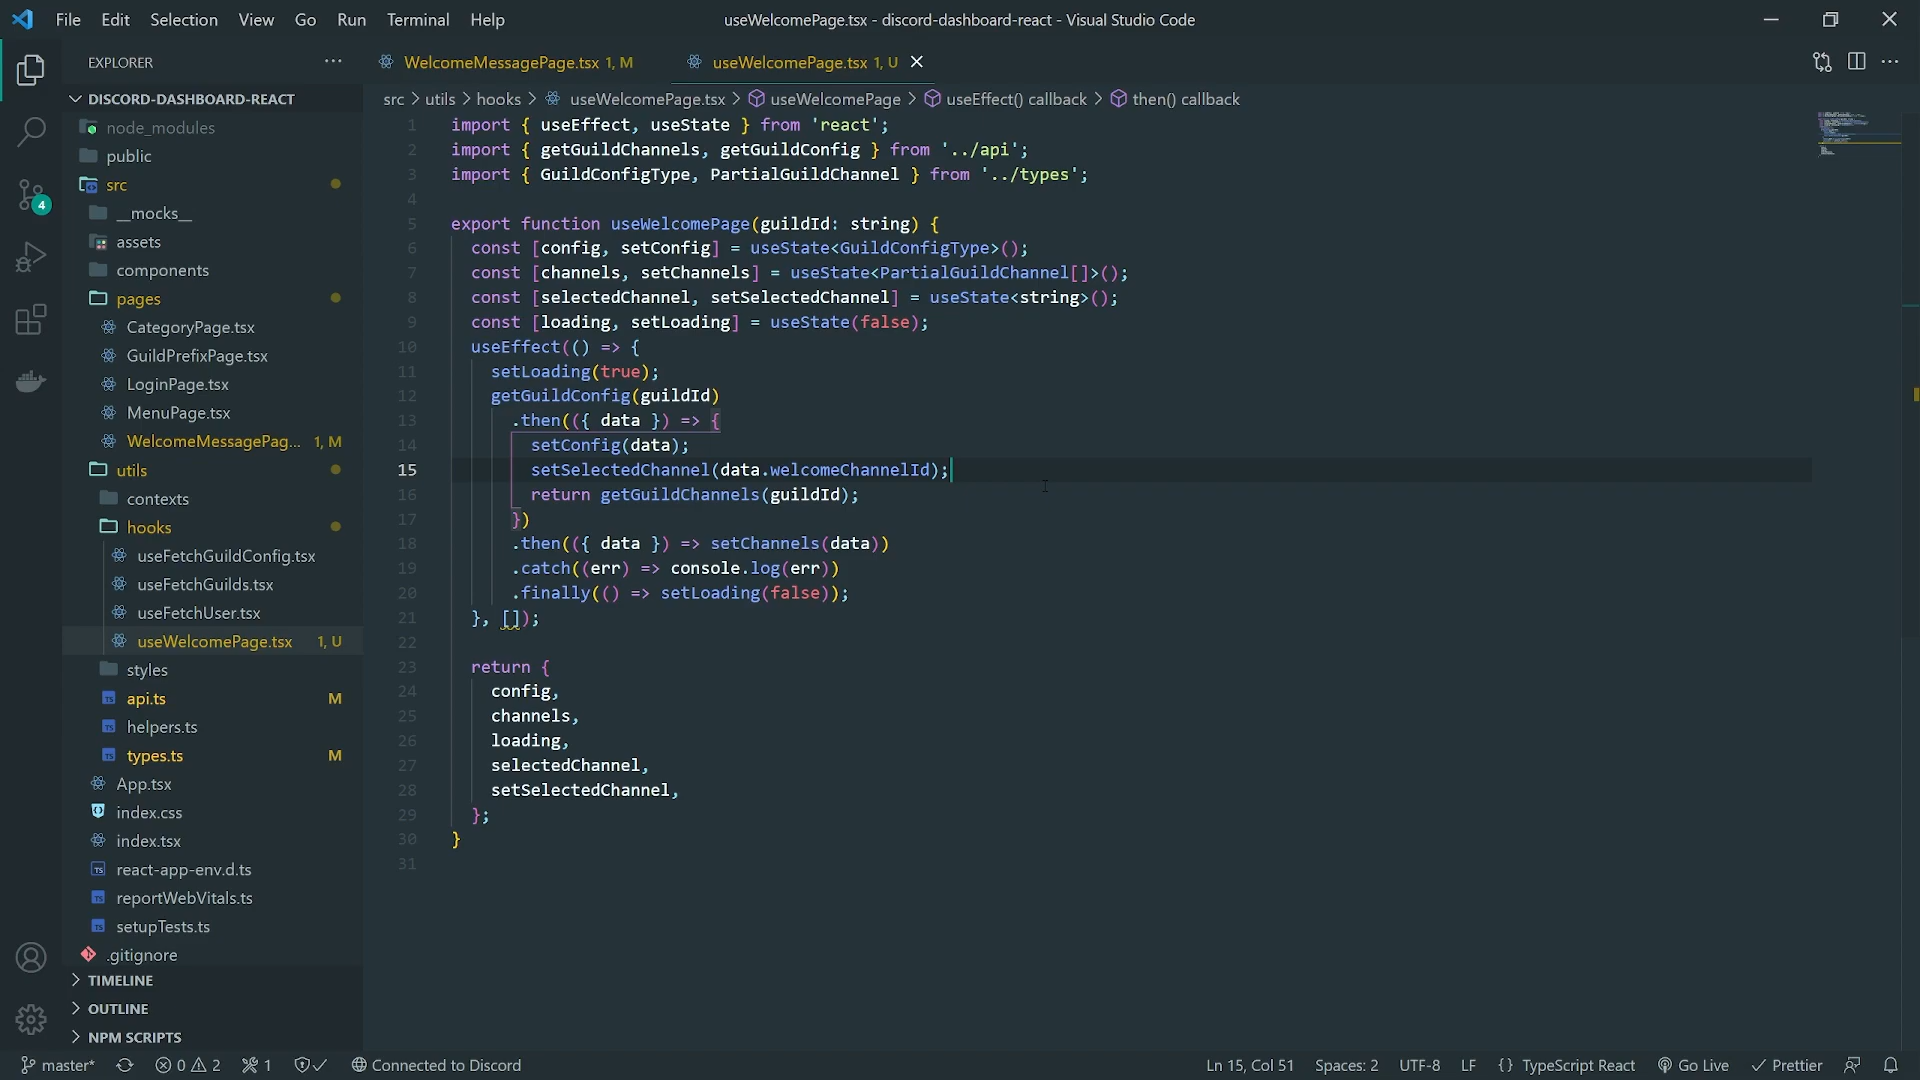 File Edit Selection View Go Run Terminal Help
useWelcomePage.tsx - discord-dashboard-react - Visual Studio Code
EXPLORER
WelcomeMessagePage.tsx 1, M
useWelcomePage.tsx 1, U
DISCORD-DASHBOARD-REACT
src > utils > hooks > useWelcomePage.tsx > useWelcomePage > useEffect() callback > then() callback
node_modules
public
src
__mocks__
assets
components
pages
CategoryPage.tsx
GuildPrefixPage.tsx
LoginPage.tsx
MenuPage.tsx
WelcomeMessagePag... 1, M
utils
contexts
hooks
useFetchGuildConfig.tsx
useFetchGuilds.tsx
useFetchUser.tsx
useWelcomePage.tsx 1, U
styles
api.ts M
helpers.ts
types.ts M
App.tsx
index.css
index.tsx
react-app-env.d.ts
reportWebVitals.ts
setupTests.ts
.gitignore
TIMELINE
OUTLINE
NPM SCRIPTS
4
1 import { useEffect, useState } from 'react';
2 import { getGuildChannels, getGuildConfig } from '../api';
3 import { GuildConfigType, PartialGuildChannel } from '../types';
4
5 export function useWelcomePage(guildId: string) {
6 const [config, setConfig] = useState<GuildConfigType>();
7 const [channels, setChannels] = useState<PartialGuildChannel[]>();
8 const [selectedChannel, setSelectedChannel] = useState<string>();
9 const [loading, setLoading] = useState(false);
10 useEffect(() => {
11 setLoading(true);
12 getGuildConfig(guildId)
13 .then(({ data }) => {
14 setConfig(data);
15 setSelectedChannel(data.welcomeChannelId);
16 return getGuildChannels(guildId);
17 })
18 .then(({ data }) => setChannels(data))
19 .catch((err) => console.log(err))
20 .finally(() => setLoading(false));
21 }, []);
22
23 return {
24 config,
25 channels,
26 loading,
27 selectedChannel,
28 setSelectedChannel,
29 };
30 }
31
master* 0 2 1 Connected to Discord
Ln 15, Col 51 Spaces: 2 UTF-8 LF {} TypeScript React Go Live Prettier